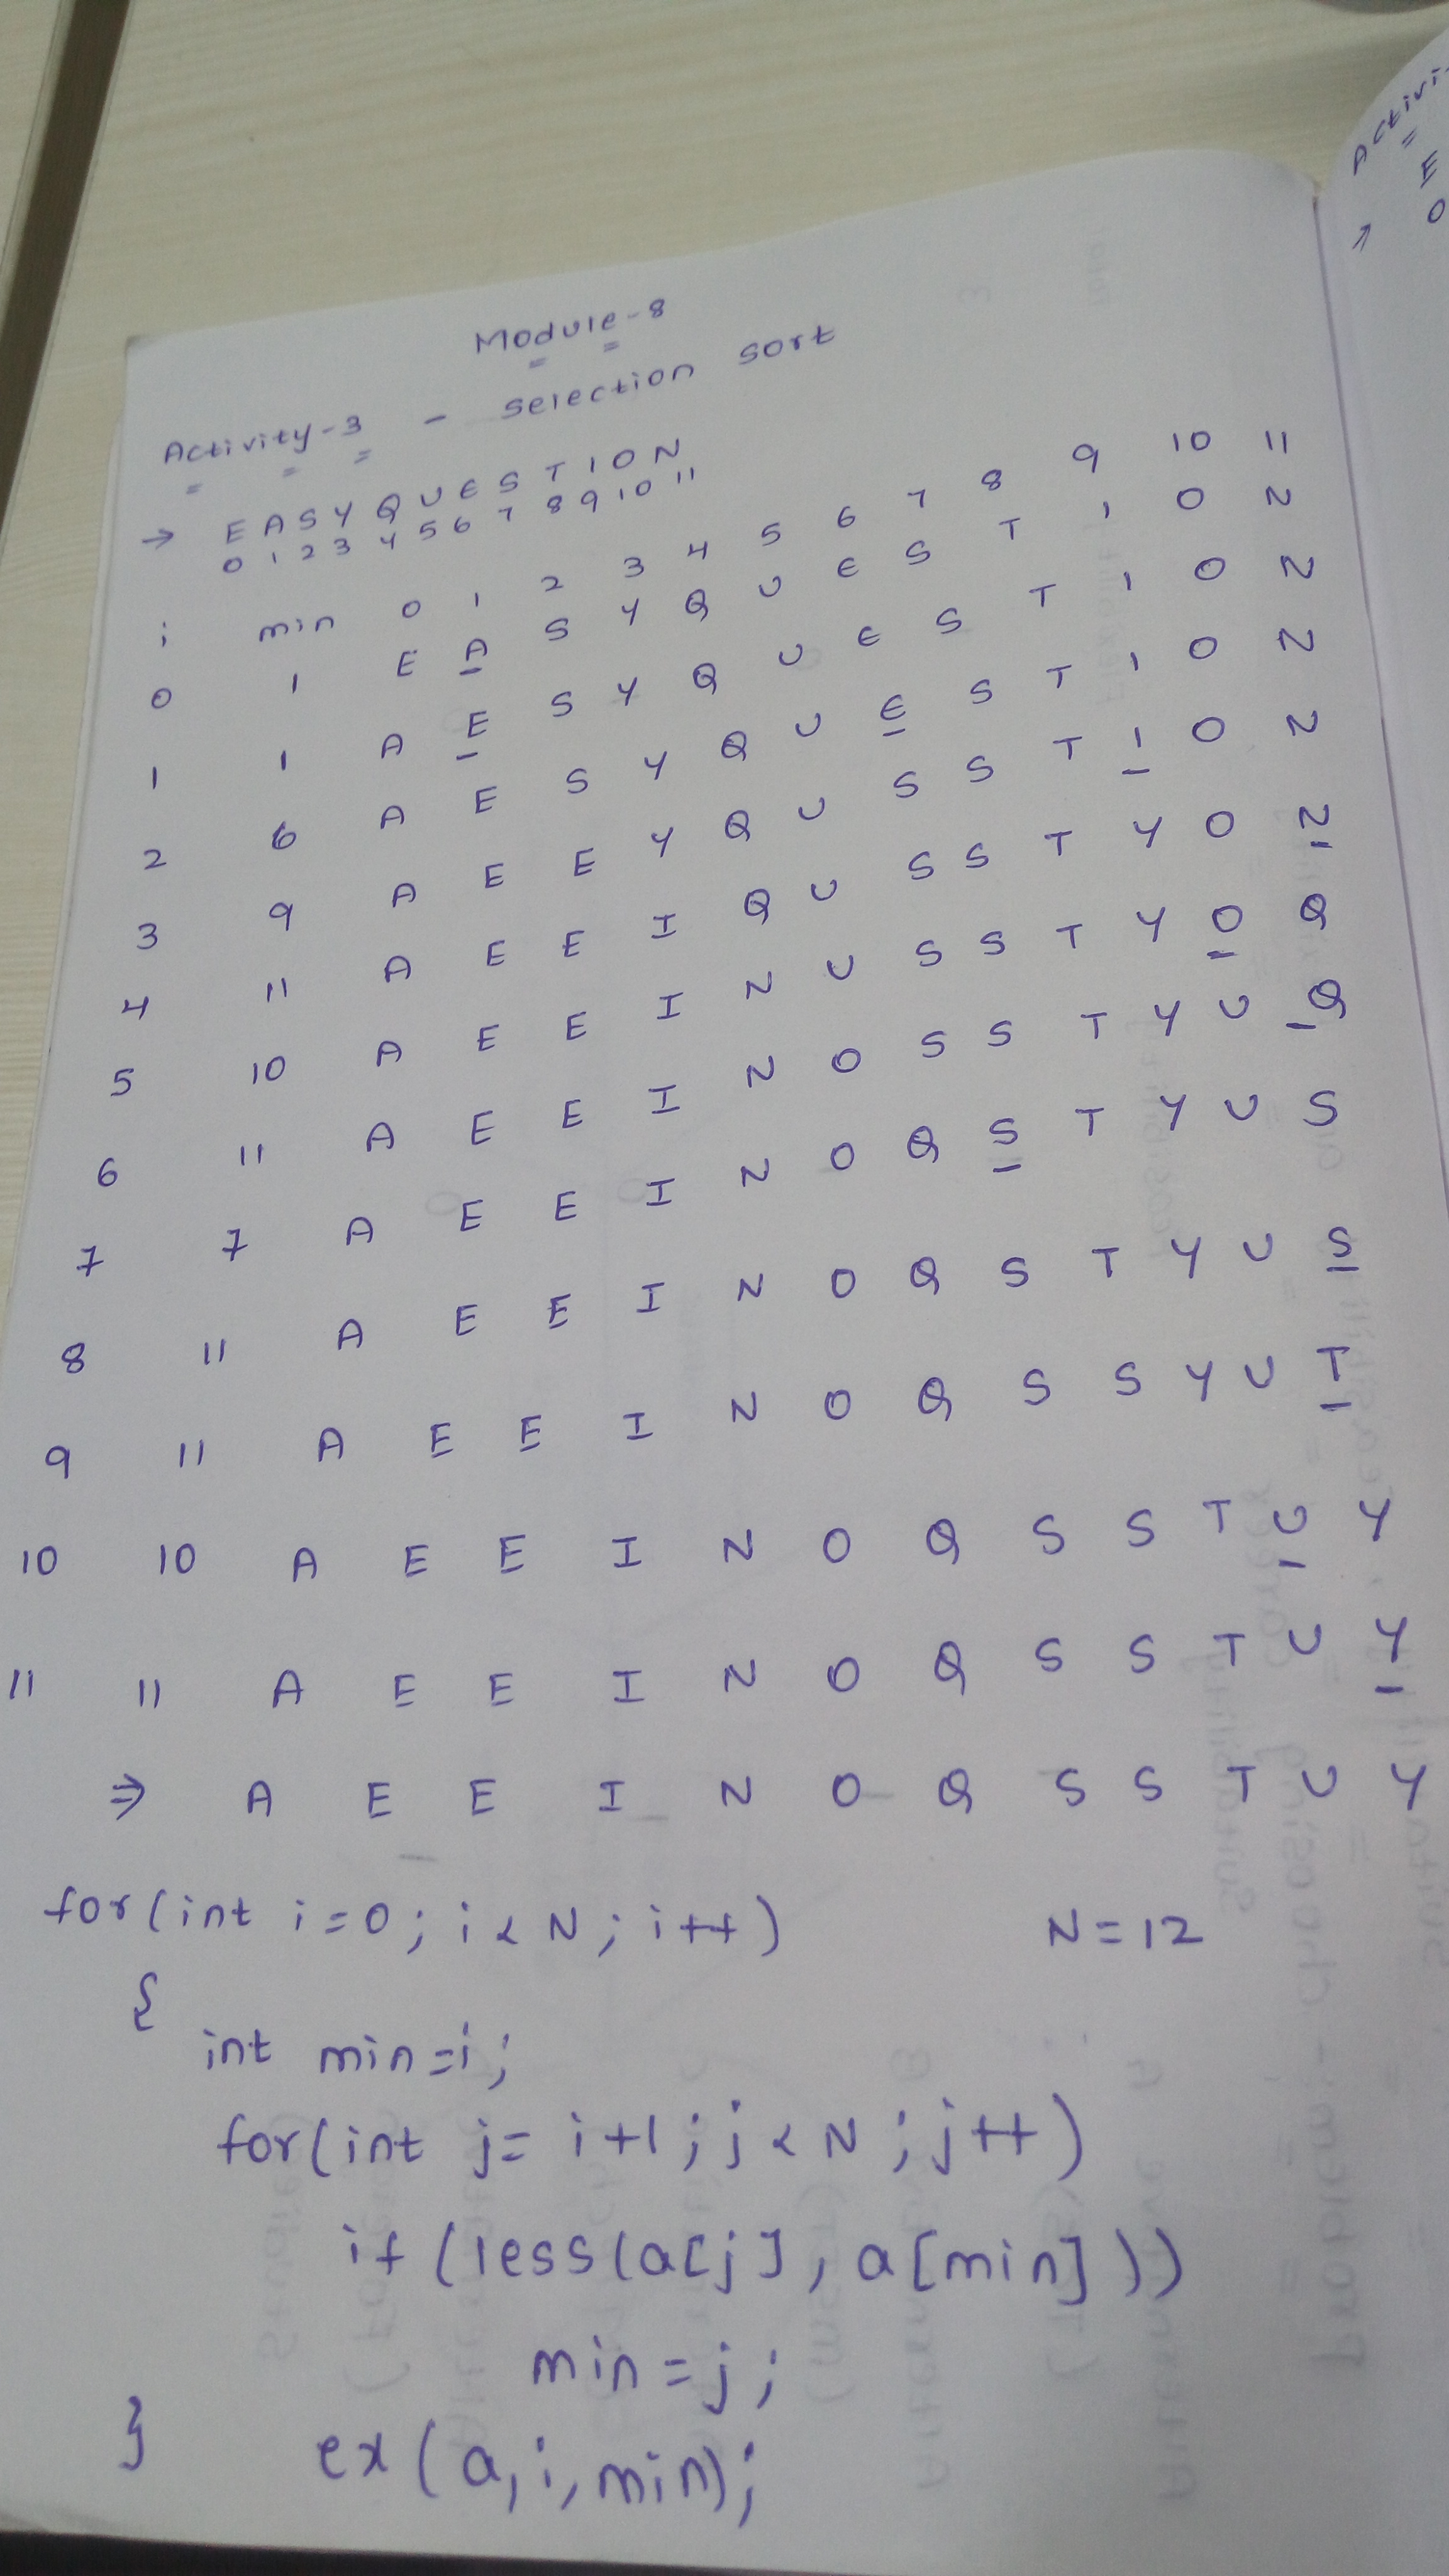 Module-8
Activity-3 - Selection Sort
→ E A S Y Q U E S T I O N
0 1 2 3 4 5 6 7 8 9 10 11
i min 0 1 2 3 4 5 6 7 8 9 10 11
0 1 E A S Y Q U E S T I O N
1 1 A E S Y Q U E S T I O N
2 6 A E S Y Q U E S T I O N
3 9 A E E Y Q U S S T I O N
4 11 A E E I Q U S S T Y O N
5 10 A E E I N U S S T Y O Q
6 11 A E E I N O S S T Y U Q
7 7 A E E I N O Q S T Y U S
8 11 A E E I N O Q S T Y U S
9 11 A E E I N O Q S S Y U T
10 10 A E E I N O Q S S T U Y
11 11 A E E I N O Q S S T U Y
⇒ A E E I N O Q S S T U Y
for(int i=0; i<N; i++) N=12
{
int min=i;
for(int j= i+1; j<N; j++)
if(less(a[j], a[min]))
min=j;
} ex(a,i,min);
Activi
E
→ 0